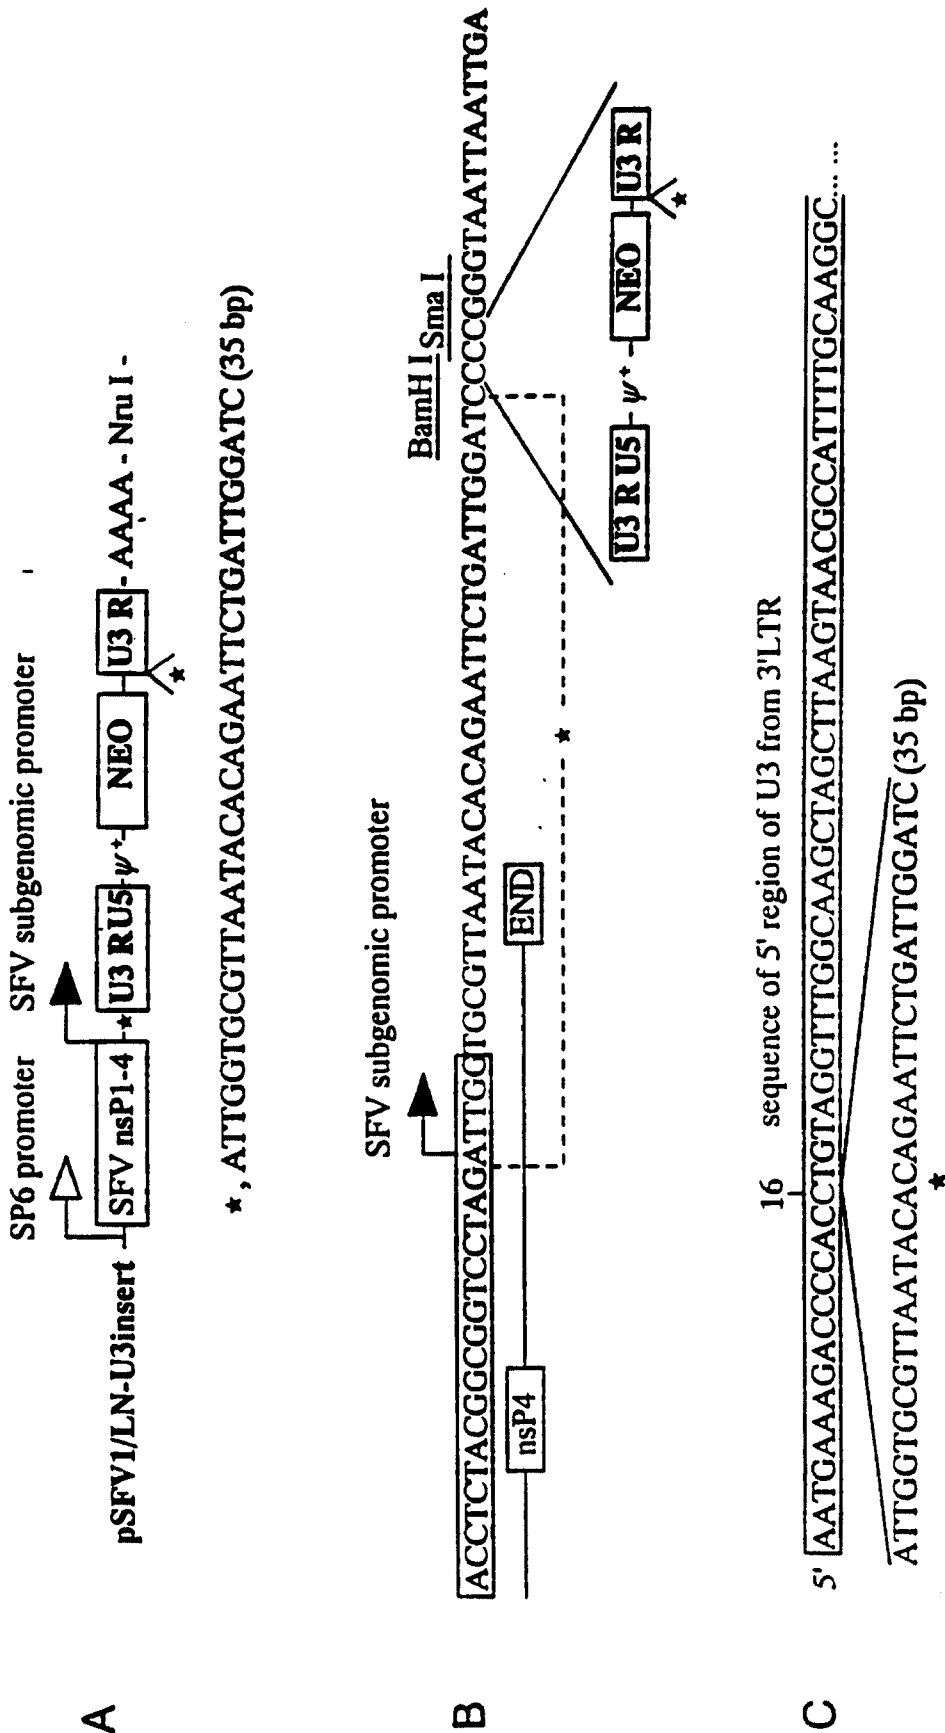 A
SP6 promoter
SFV subgenomic promoter
pSFV1/LN-U3insert - SFV nsP1-4 - ★ - U3 RU5 - ψ+ - NEO - U3 R - AAAA - Nru I -
★
★, ATTGGTGCGTTAATACACAGAATTCTGATTGGATC (35 bp)
B
SFV subgenomic promoter
BamH I
Sma I
ACCTCTACGGCGGTCCTAGATTGGTGCGTTAATACACAGAATTCTGATTGGATCCCCGGGTAATTAATTGA
nsP4
END
★
U3 R U5 - ψ+ - NEO - U3 R
★
C
16
sequence of 5' region of U3 from 3'LTR
5' AATGAAAGACCCCACCTGTAGGTTTGGCAAGCTAGCTTAAGTAACGCCATTTTGCAAGGC... ...
ATTGGTGCGTTAATACACAGAATTCTGATTGGATC (35 bp)
★